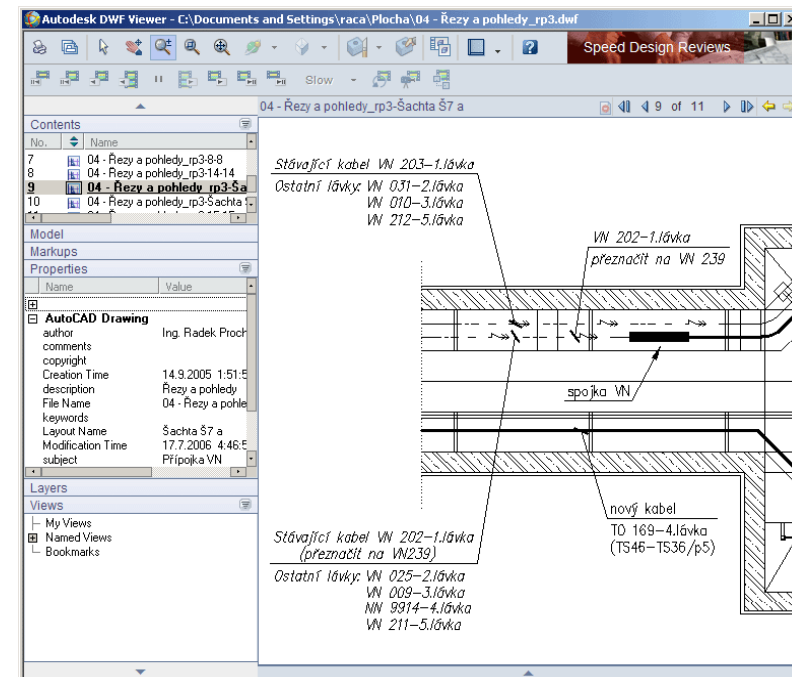 Autodesk DWF Viewer - C:\Documents and Settings\raca\Plocha\04 - Řezy a pohledy_rp3.dwf
Speed Design Reviews
Slow
04 - Řezy a pohledy_rp3-Šachta Š7 a
9 of 11
Contents
No. Name
7 04 - Řezy a pohledy_rp3-8-8
8 04 - Řezy a pohledy_rp3-14-14
9 04 - Řezy a pohledy_rp3-Ša
10 04 - Řezy a pohledy_rp3-Šachta
Model
Markups
Properties
Name Value
AutoCAD Drawing
author Ing. Radek Proch
comments
copyright
Creation Time 14.9.2005 1:51:5
description Řezy a pohledy
File Name 04 - Řezy a pohle
keywords
Layout Name Šachta Š7 a
Modification Time 17.7.2006 4:46:5
subject Přípojka VN
Layers
Views
My Views
Named Views
Bookmarks
Stávající kabel VN 203-1.lávka
Ostatní lávky: VN 031-2.lávka
VN 010-3.lávka
VN 212-5.lávka
VN 202-1.lávka
přeznačit na VN 239
spojka VN
nový kabel
TO 169-4.lávka
(TS46-TS36/p5)
Stávající kabel VN 202-1.lávka
(přeznačit na VN239)
Ostatní lávky: VN 025-2.lávka
VN 009-3.lávka
NN 9914-4.lávka
VN 211-5.lávka